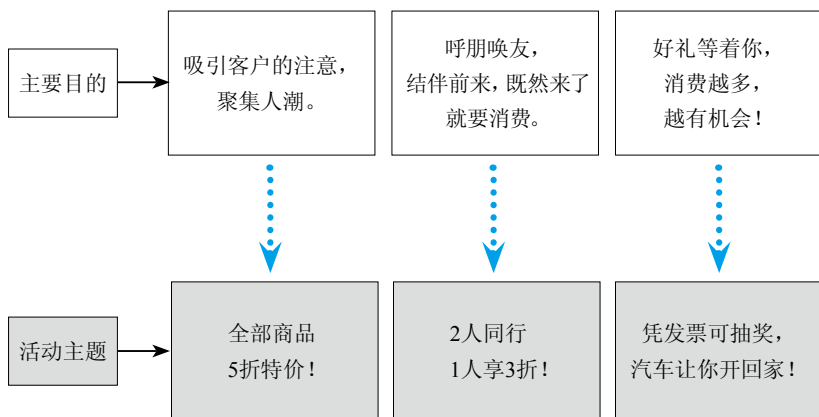 主要目的
吸引客户的注意，
聚集人潮。
呼朋唤友，
结伴前来，既然来了
就要消费。
好礼等着你，
消费越多，
越有机会！
活动主题
全部商品
5折特价！
2人同行
1人享3折！
凭发票可抽奖，
汽车让你开回家！